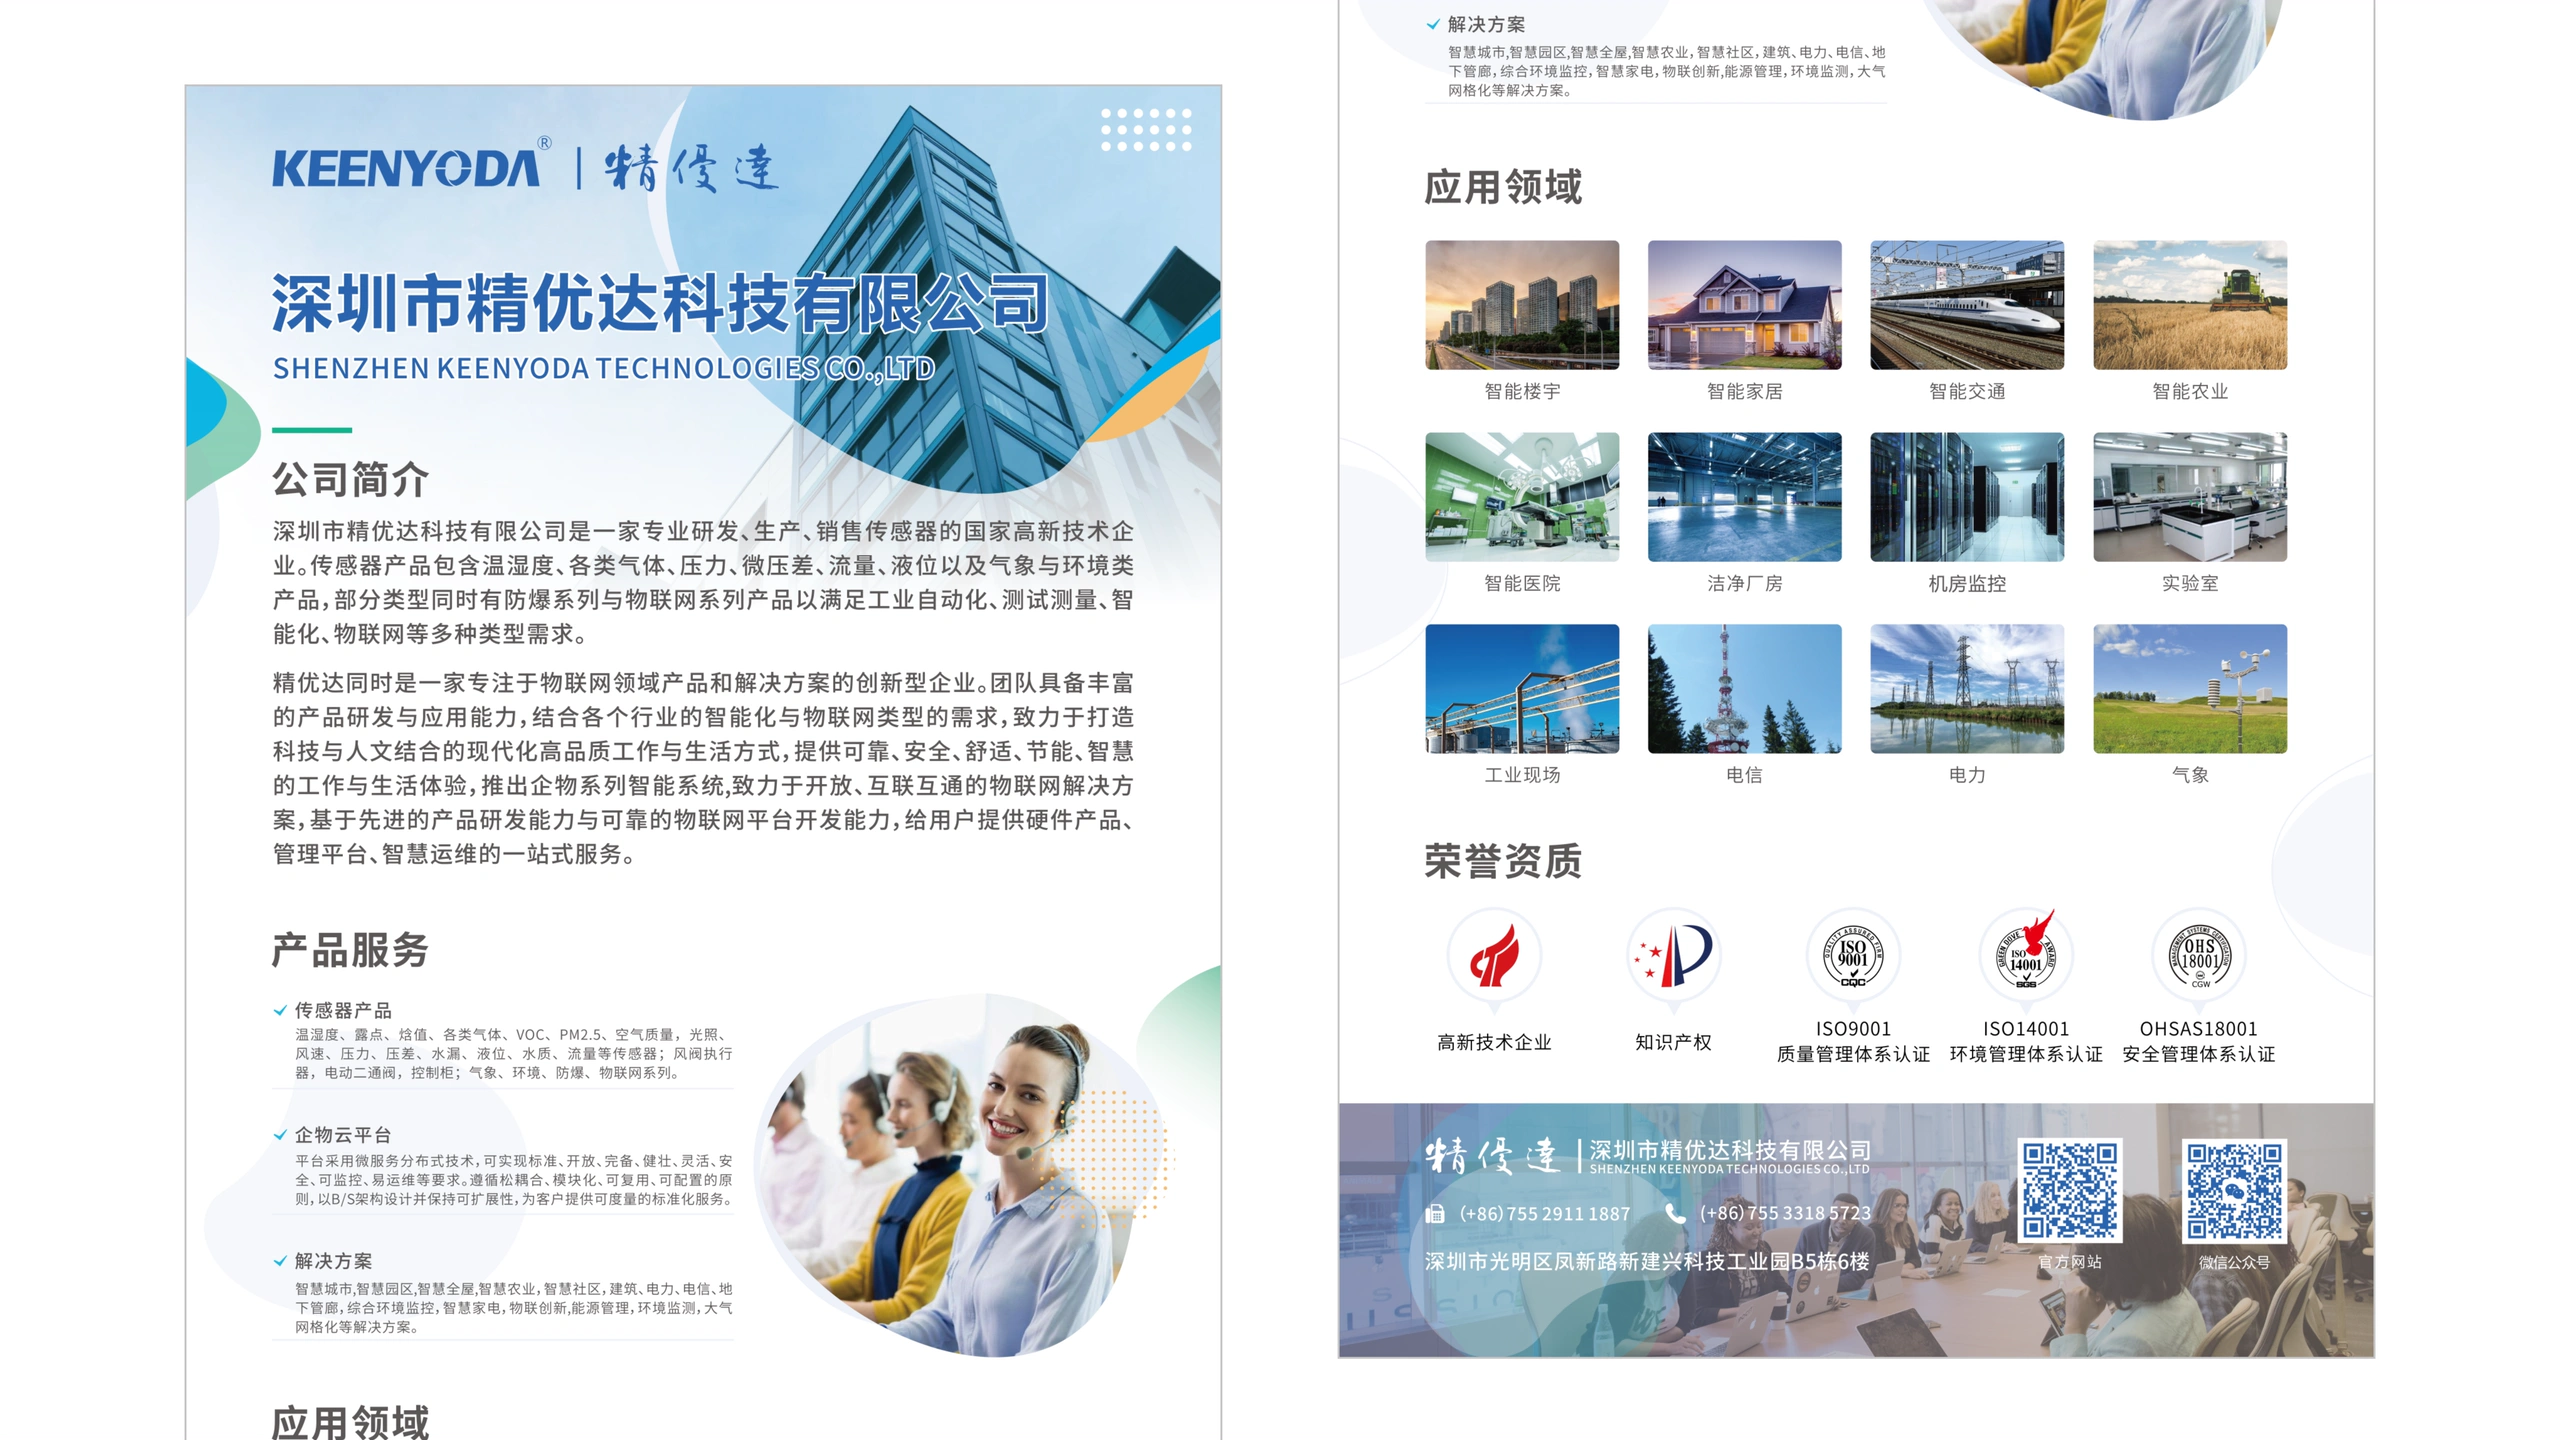 KEENYODA® | 精優達
深圳市精优达科技有限公司
SHENZHEN KEENYODA TECHNOLOGIES CO.,LTD
公司简介
深圳市精优达科技有限公司是一家专业研发、生产、销售传感器的国家高新技术企
业。传感器产品包含温湿度、各类气体、压力、微压差、流量、液位以及气象与环境类
产品，部分类型同时有防爆系列与物联网系列产品以满足工业自动化、测试测量、智
能化、物联网等多种类型需求。
精优达同时是一家专注于物联网领域产品和解决方案的创新型企业。团队具备丰富
的产品研发与应用能力，结合各个行业的智能化与物联网类型的需求，致力于打造
科技与人文结合的现代化高品质工作与生活方式，提供可靠、安全、舒适、节能、智慧
的工作与生活体验，推出企物系列智能系统,致力于开放、互联互通的物联网解决方
案，基于先进的产品研发能力与可靠的物联网平台开发能力，给用户提供硬件产品、
管理平台、智慧运维的一站式服务。
产品服务
传感器产品
温湿度、露点、焓值、各类气体、VOC、PM2.5、空气质量，光照、
风速、压力、压差、水漏、液位、水质、流量等传感器；风阀执行
器，电动二通阀，控制柜；气象、环境、防爆、物联网系列。
企物云平台
平台采用微服务分布式技术，可实现标准、开放、完备、健壮、灵活、安
全、可监控、易运维等要求。遵循松耦合、模块化、可复用、可配置的原
则，以B/S架构设计并保持可扩展性，为客户提供可度量的标准化服务。
解决方案
智慧城市,智慧园区,智慧全屋,智慧农业，智慧社区，建筑、电力、电信、地
下管廊，综合环境监控，智慧家电，物联创新,能源管理，环境监测，大气
网格化等解决方案。
应用领域
解决方案
智慧城市,智慧园区,智慧全屋,智慧农业，智慧社区，建筑、电力、电信、地
下管廊，综合环境监控，智慧家电，物联创新,能源管理，环境监测，大气
网格化等解决方案。
应用领域
智能楼宇 智能家居 智能交通 智能农业
智能医院 洁净厂房 机房监控 实验室
工业现场 电信 电力 气象
荣誉资质
QUALITY ASSURED FIRM
ISO
9001
CQC
GREEN DOVE AWARD
ISO
14001
SGS
MANAGEMENT SYSTEMS CERTIFICATION
OHS
18001
CGW
高新技术企业
知识产权
ISO9001
质量管理体系认证
ISO14001
环境管理体系认证
OHSAS18001
安全管理体系认证
精優達 | 深圳市精优达科技有限公司
SHENZHEN KEENYODA TECHNOLOGIES CO.,LTD
(+86)755 2911 1887 (+86)755 3318 5723
深圳市光明区凤新路新建兴科技工业园B5栋6楼
官方网站 微信公众号